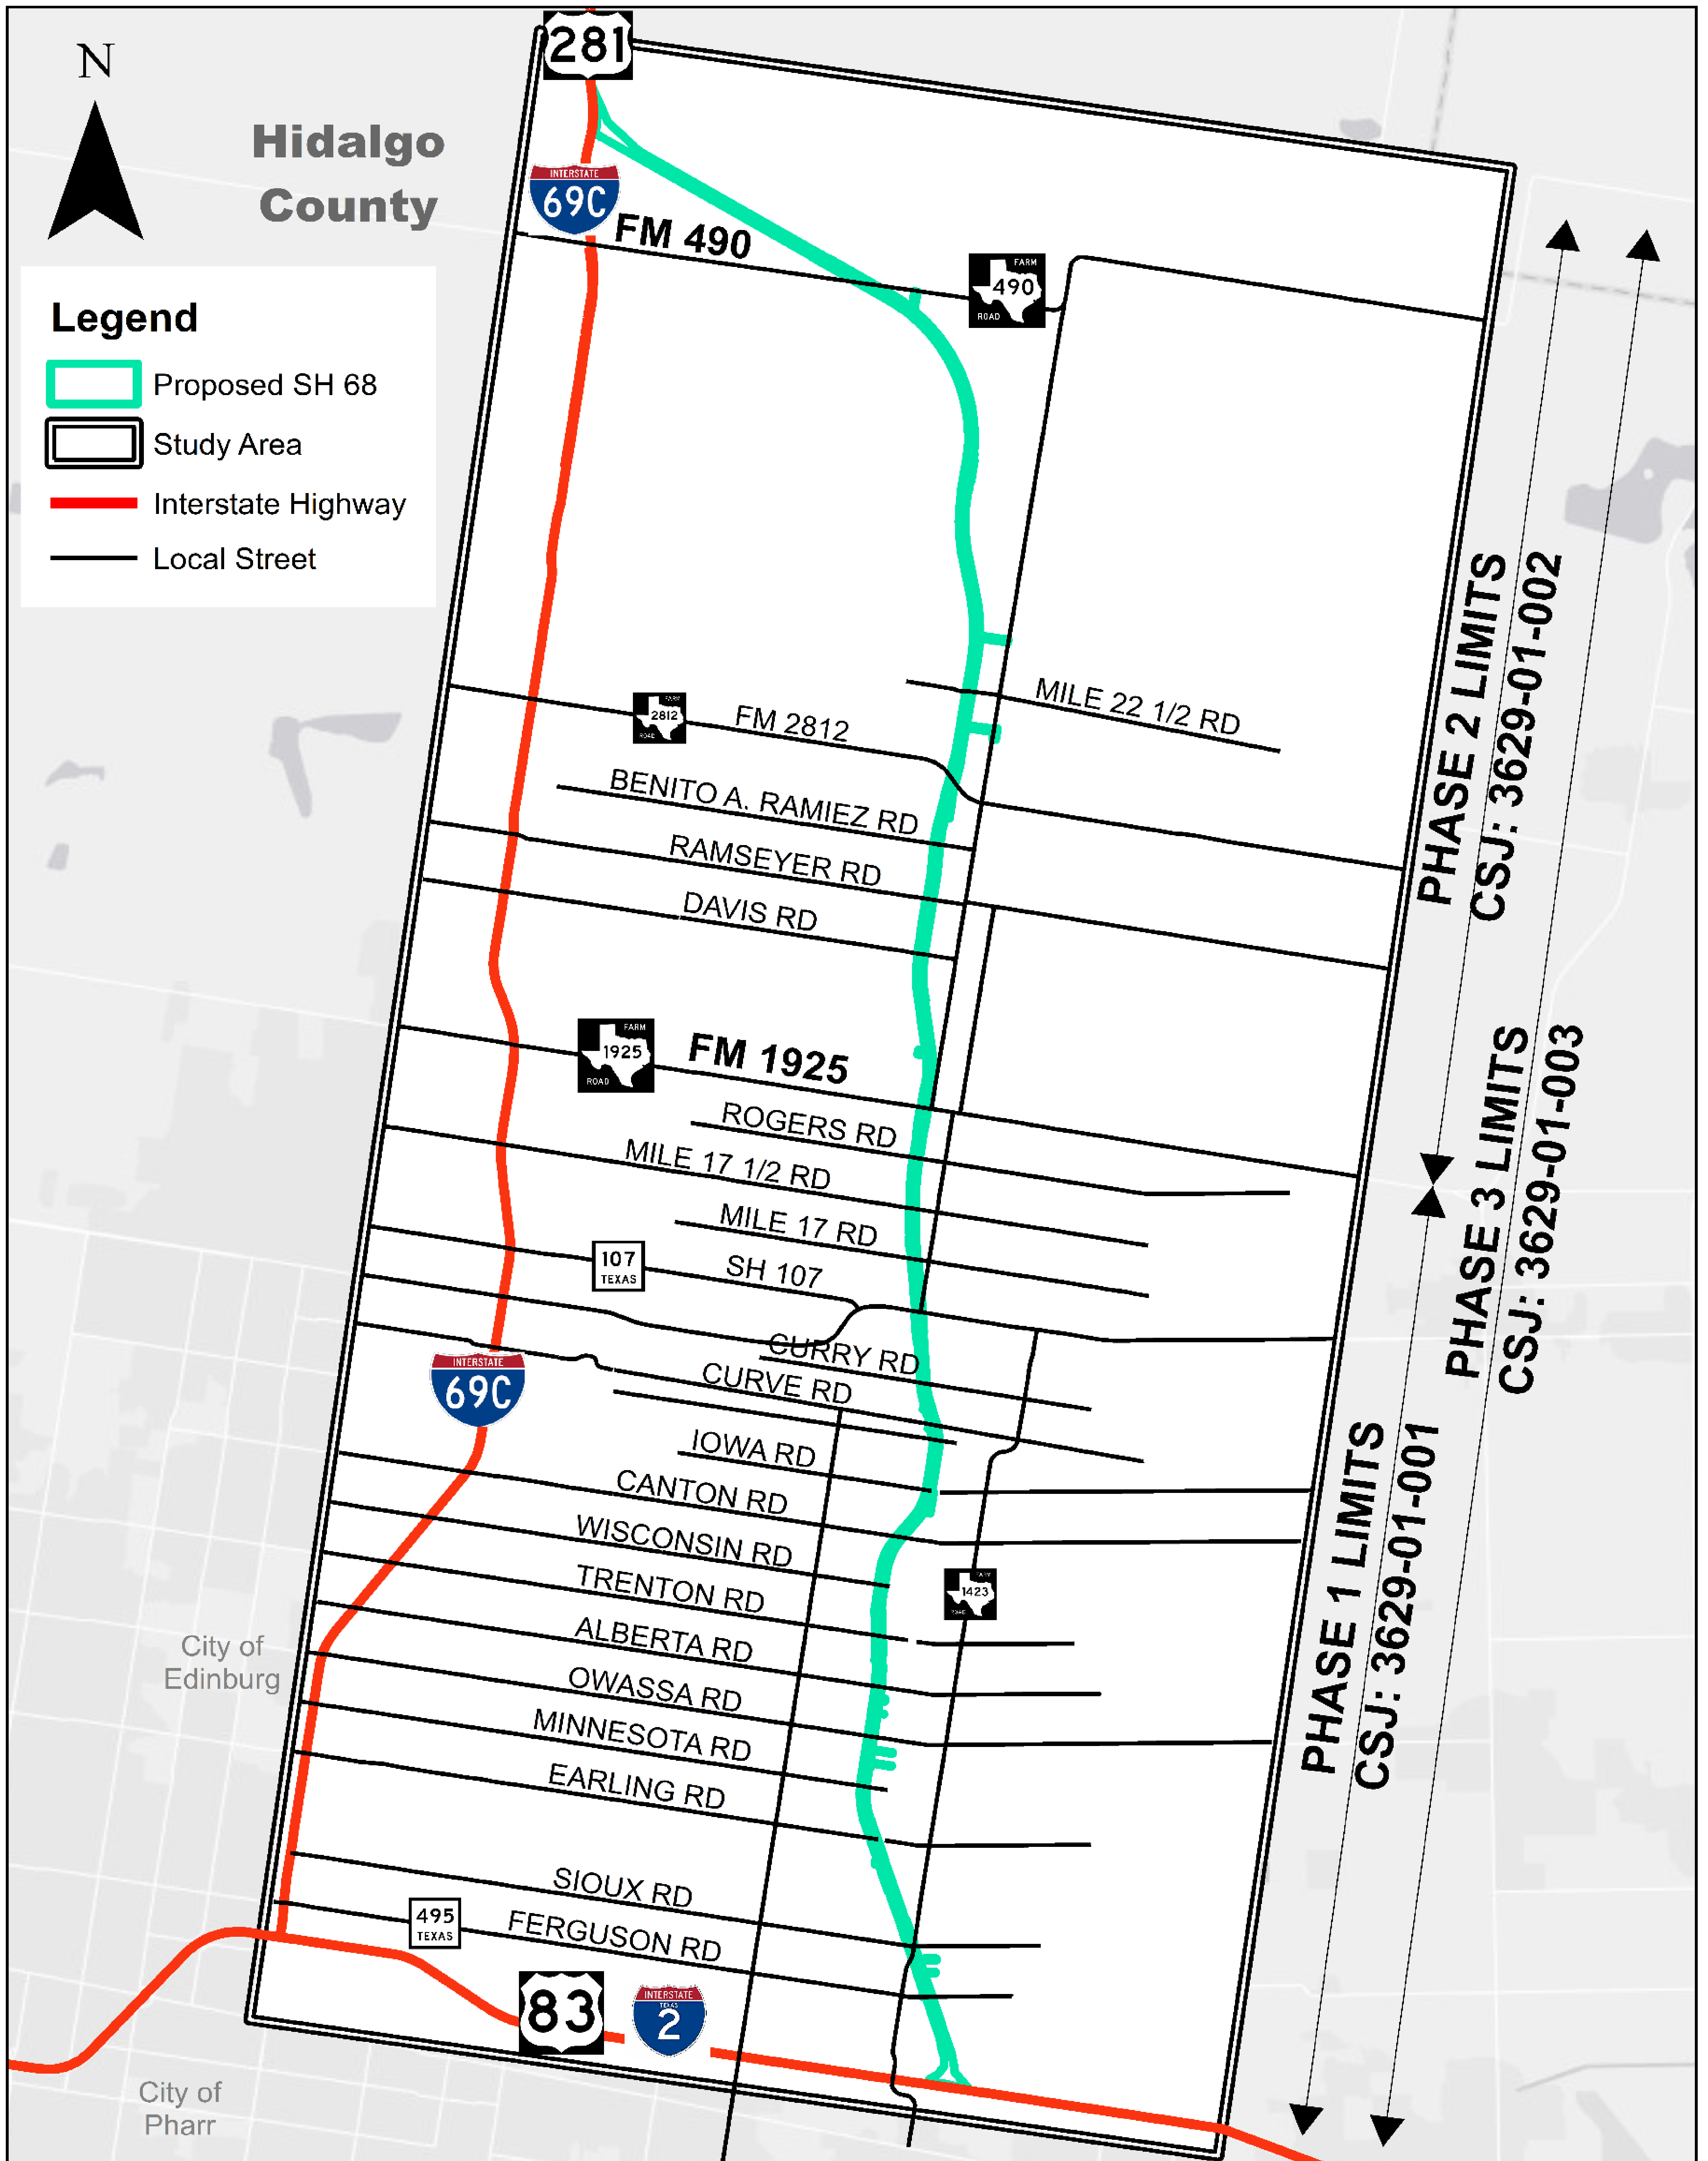 N
Hidalgo
County
281
INTERSTATE
69C
FM 490
FARM
490
ROAD
Legend
Proposed SH 68
Study Area
Interstate Highway
Local Street
MILE 22 1/2 RD
FARM
2812
ROAD
FM 2812
BENITO A. RAMIEZ RD
RAMSEYER RD
DAVIS RD
FARM
1925
ROAD
FM 1925
ROGERS RD
MILE 17 1/2 RD
MILE 17 RD
107
TEXAS
SH 107
CURRY RD
CURVE RD
INTERSTATE
69C
IOWA RD
CANTON RD
WISCONSIN RD
TRENTON RD
FARM
1423
ROAD
ALBERTA RD
OWASSA RD
MINNESOTA RD
EARLING RD
SIOUX RD
495
TEXAS
FERGUSON RD
83
INTERSTATE
TEXAS
2
City of
Edinburg
City of
Pharr
PHASE 2 LIMITS
CSJ: 3629-01-002
PHASE 3 LIMITS
CSJ: 3629-01-003
PHASE 1 LIMITS
CSJ: 3629-01-001